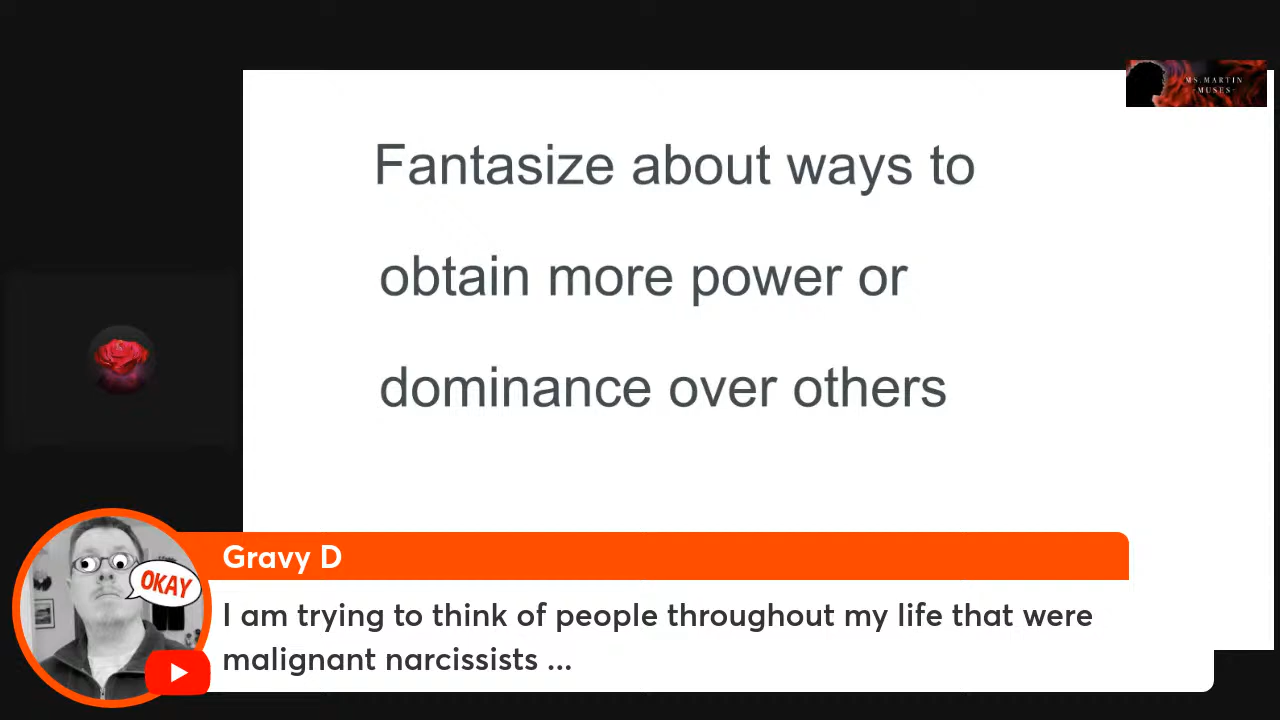 MS. MARTIN
-MUSES-
Fantasize about ways to
obtain more power or
dominance over others
Gravy D
OKAY
I am trying to think of people throughout my life that were
malignant narcissists ...